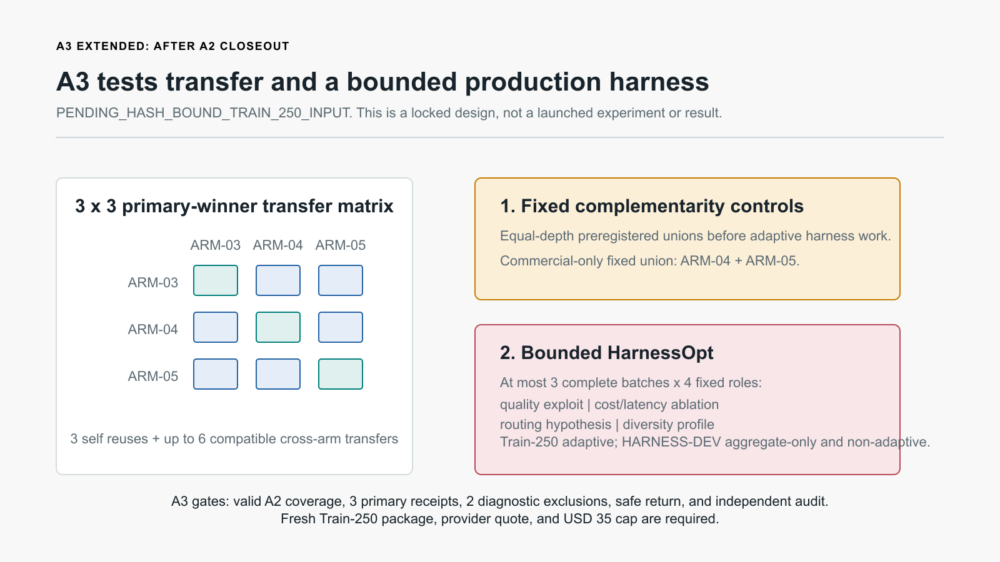 A3 EXTENDED: AFTER A2 CLOSEOUT
A3 tests transfer and a bounded production harness
PENDING_HASH_BOUND_TRAIN_250_INPUT. This is a locked design, not a launched experiment or result.
3 x 3 primary-winner transfer matrix
ARM-03 ARM-04 ARM-05
ARM-03
ARM-04
ARM-05
3 self reuses + up to 6 compatible cross-arm transfers
1. Fixed complementarity controls
Equal-depth preregistered unions before adaptive harness work.
Commercial-only fixed union: ARM-04 + ARM-05.
2. Bounded HarnessOpt
At most 3 complete batches x 4 fixed roles:
quality exploit | cost/latency ablation
routing hypothesis | diversity profile
Train-250 adaptive; HARNESS-DEV aggregate-only and non-adaptive.
A3 gates: valid A2 coverage, 3 primary receipts, 2 diagnostic exclusions, safe return, and independent audit.
Fresh Train-250 package, provider quote, and USD 35 cap are required.